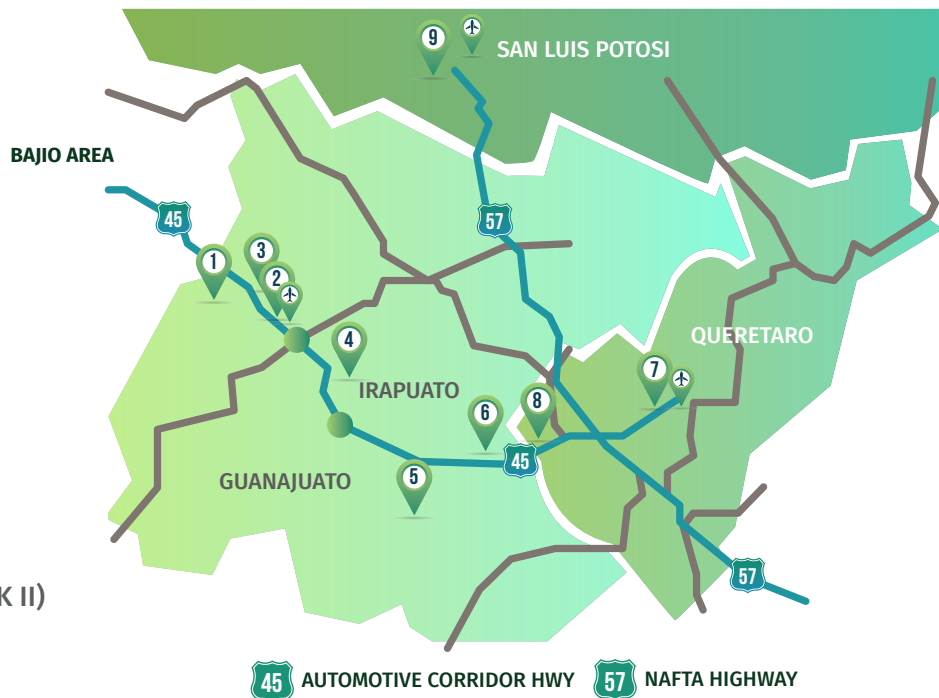 9
SAN LUIS POTOSI
BAJIO AREA
45
57
1
3
2
4
IRAPUATO
QUERETARO
7
6
8
45
GUANAJUATO
5
57
K II)
45 AUTOMOTIVE CORRIDOR HWY 57 NAFTA HIGHWAY